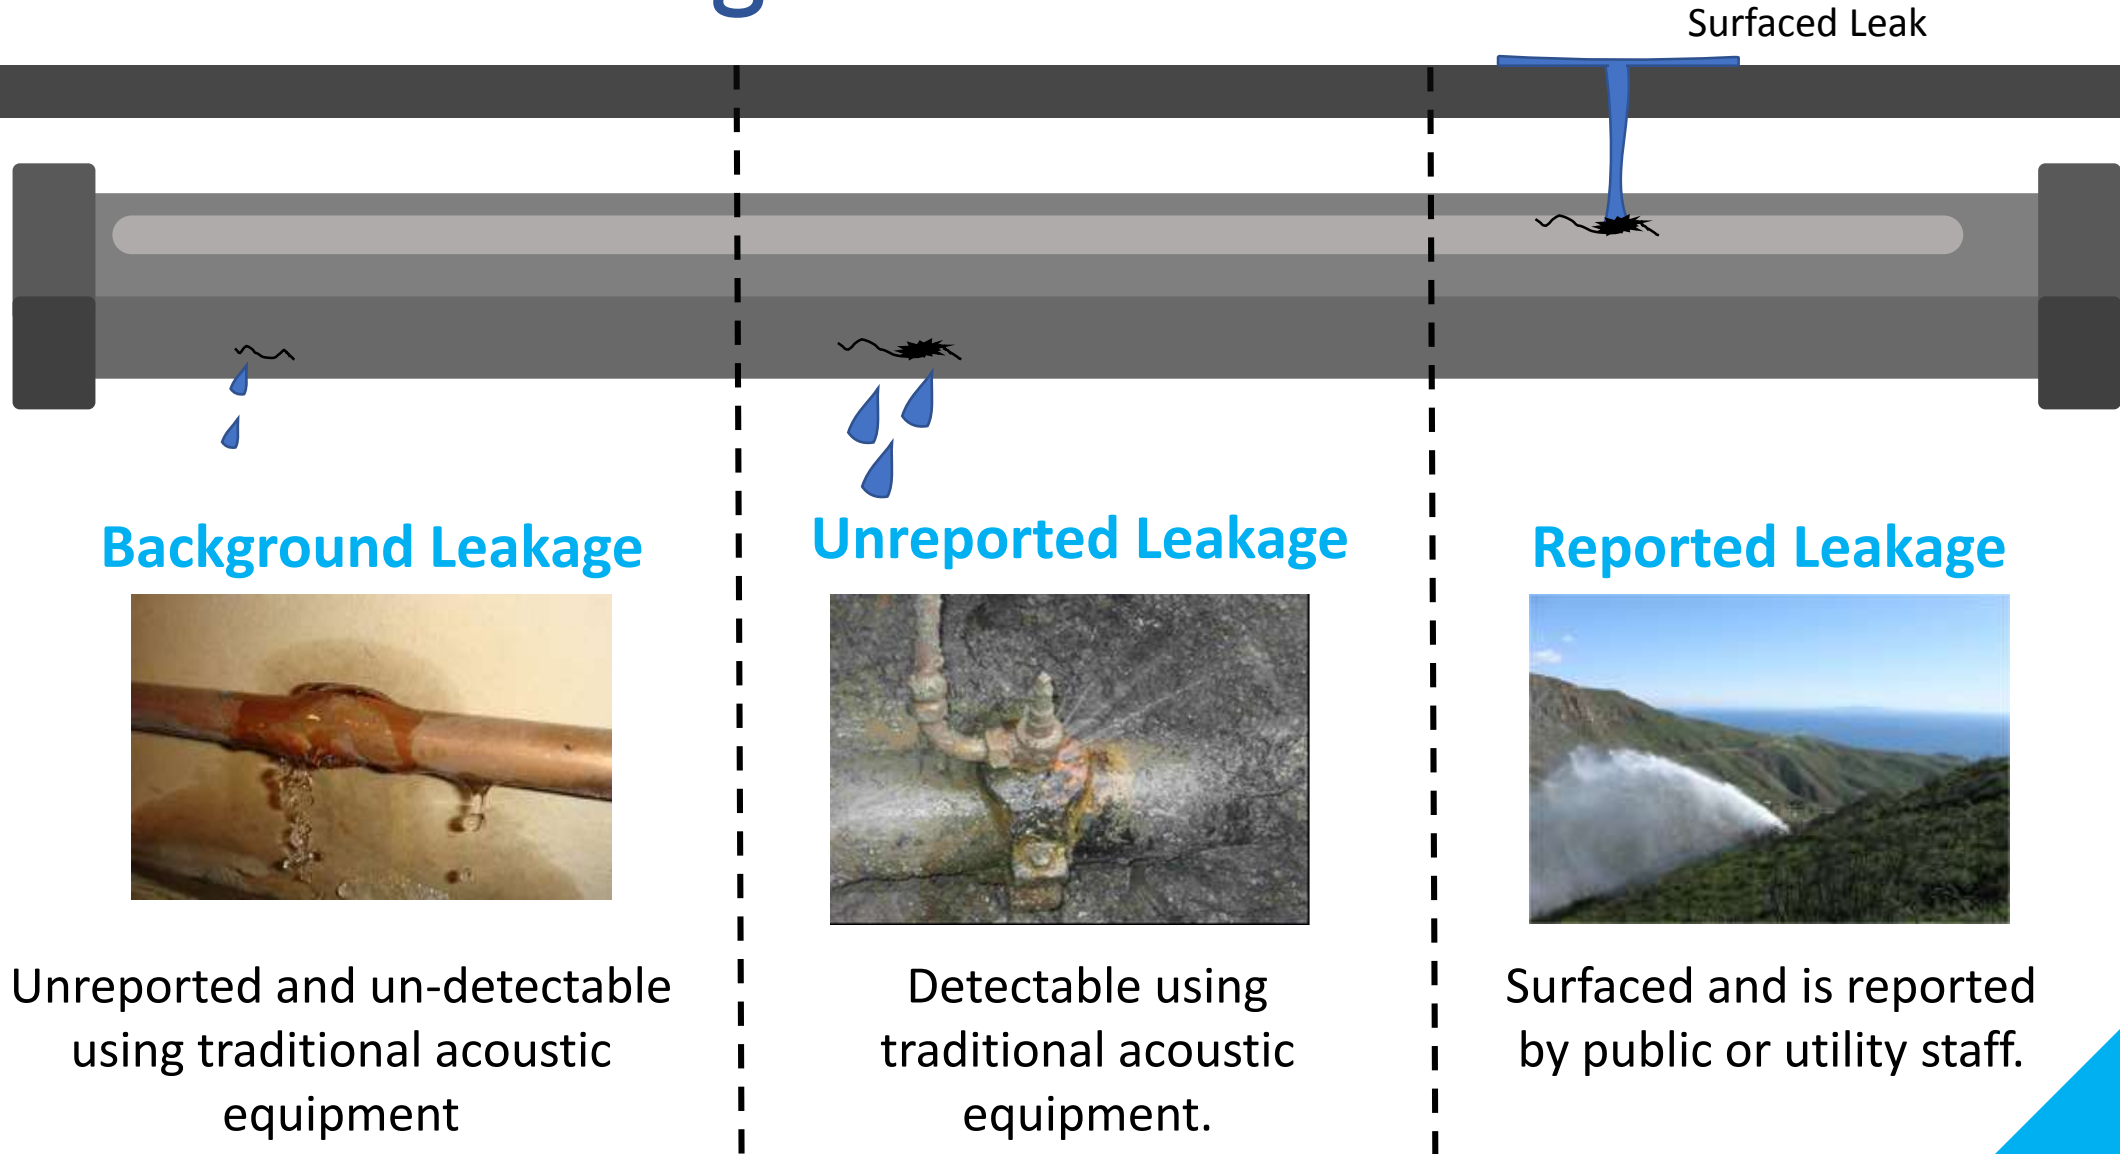 Surfaced Leak
Background Leakage
Unreported and un-detectable
using traditional acoustic
equipment
Unreported Leakage
Detectable using
traditional acoustic
equipment.
Reported Leakage
Surfaced and is reported
by public or utility staff.